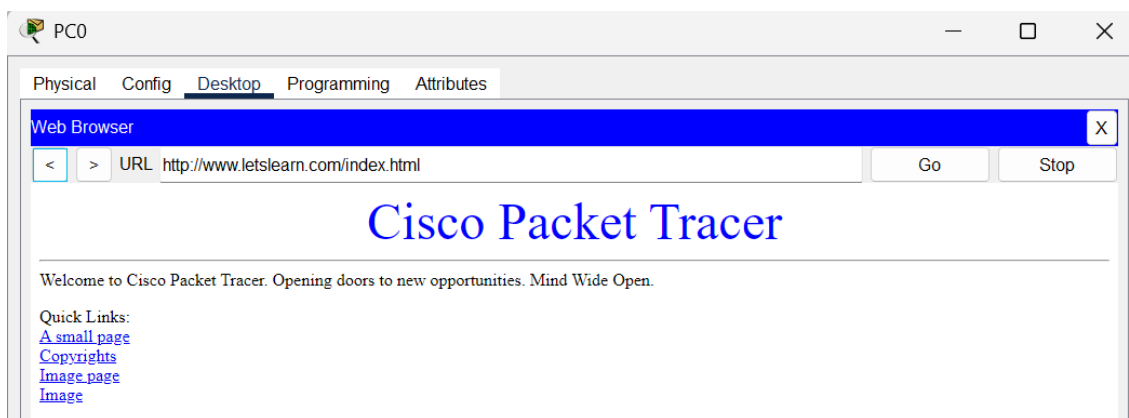 PC0
Physical Config Desktop Programming Attributes
Web Browser X
< > URL http://www.letslearn.com/index.html Go Stop
Cisco Packet Tracer
Welcome to Cisco Packet Tracer. Opening doors to new opportunities. Mind Wide Open.
Quick Links:
A small page
Copyrights
Image page
Image